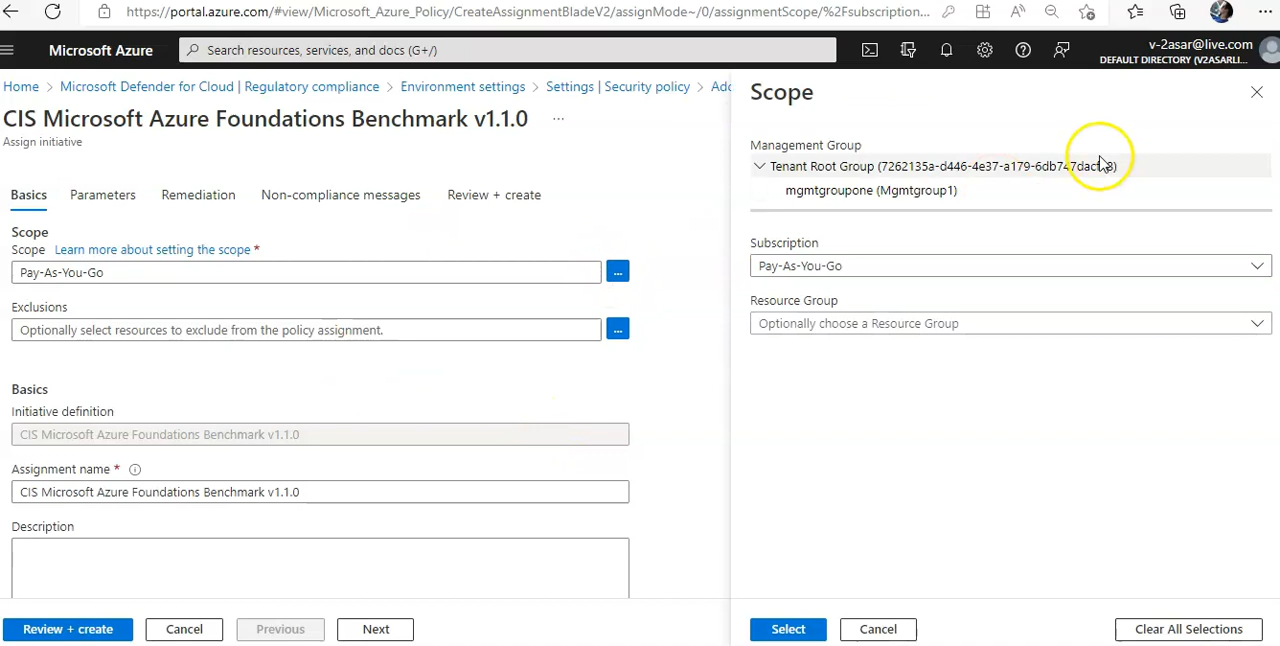 https://portal.azure.com/#view/Microsoft_Azure_Policy/CreateAssignmentBladeV2/assignMode~/0/assignmentScope/%2Fsubscription...
Microsoft Azure
Search resources, services, and docs (G+/)
v-2asar@live.com
DEFAULT DIRECTORY (V2ASARLI...
Home > Microsoft Defender for Cloud | Regulatory compliance > Environment settings > Settings | Security policy > Add
CIS Microsoft Azure Foundations Benchmark v1.1.0 ...
Assign initiative
Basics Parameters Remediation Non-compliance messages Review + create
Scope
Scope Learn more about setting the scope *
Pay-As-You-Go
...
Exclusions
Optionally select resources to exclude from the policy assignment.
...
Basics
Initiative definition
CIS Microsoft Azure Foundations Benchmark v1.1.0
Assignment name *
CIS Microsoft Azure Foundations Benchmark v1.1.0
Description
Review + create Cancel Previous Next
Scope
Management Group
Tenant Root Group
mgmtgroupone (Mgmtgroup1)
Subscription
Pay-As-You-Go
Resource Group
Optionally choose a Resource Group
Select Cancel Clear All Selections